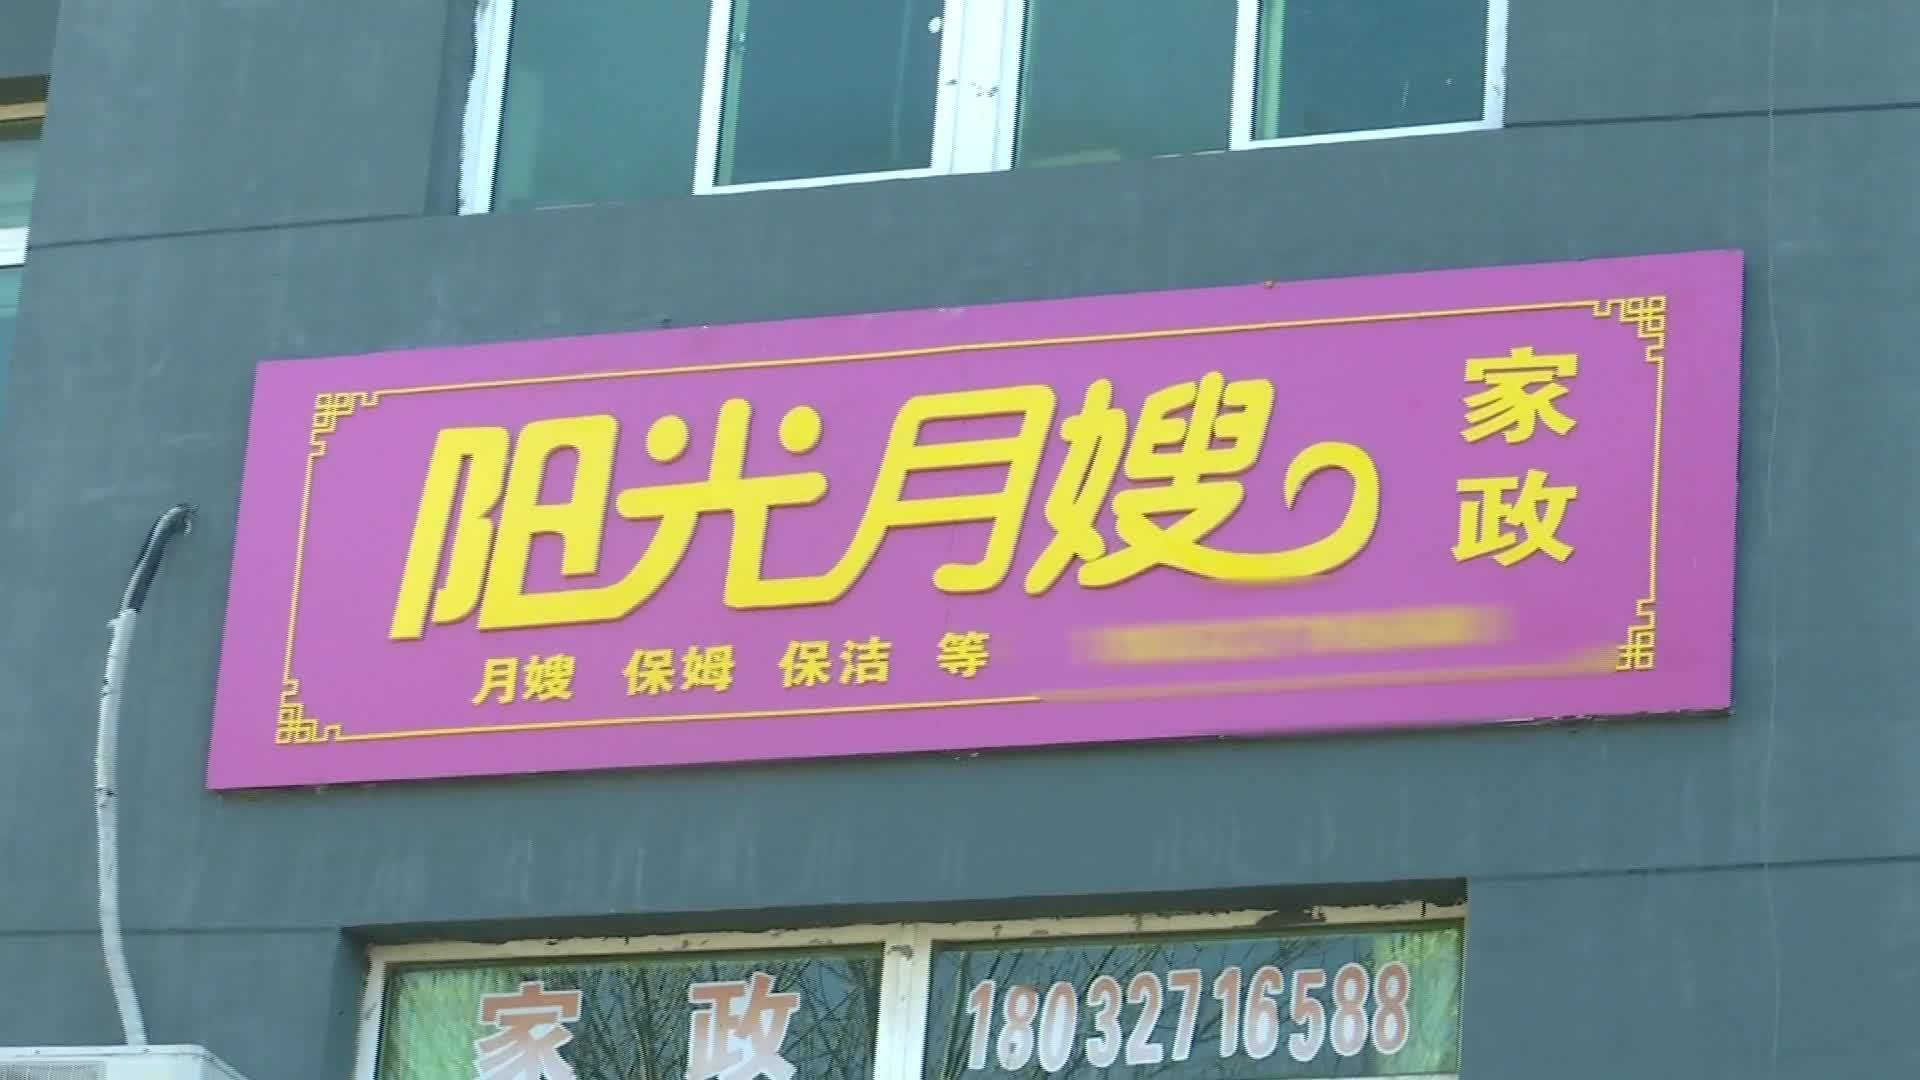 阳光月嫂
家政
月嫂 保姆 保洁 等
家政 18032716588